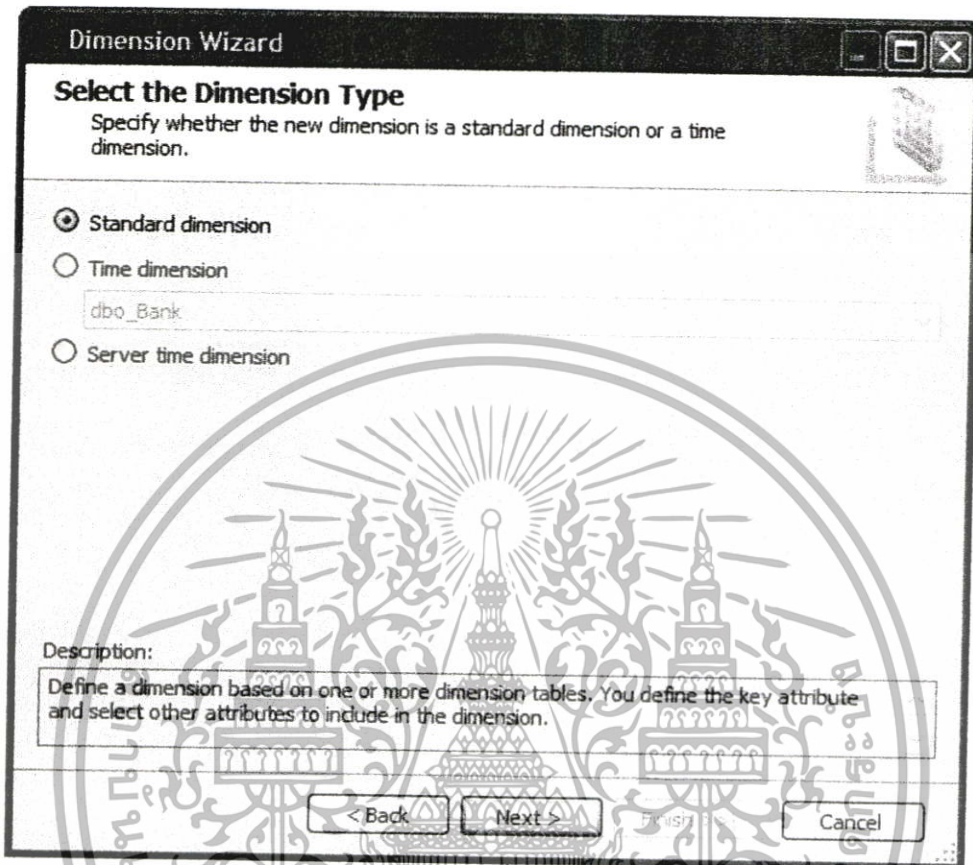 Dimension Wizard
Select the Dimension Type
Specify whether the new dimension is a standard dimension or a time
dimension.
Standard dimension
Time dimension
dbo_Bank
Server time dimension
Description:
Define a dimension based on one or more dimension tables. You define the key attribute
and select other attributes to include in the dimension.
< Back
Next >
Cancel